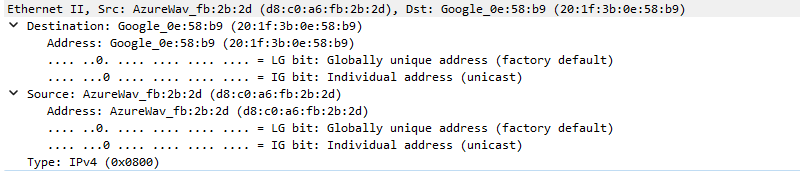 Ethernet II, Src: AzureWav_fb:2b:2d (d8:c0:a6:fb:2b:2d), Dst: Google_0e:58:b9 (20:1f:3b:0e:58:b9)
Destination: Google_0e:58:b9 (20:1f:3b:0e:58:b9)
Address: Google_0e:58:b9 (20:1f:3b:0e:58:b9)
.... ..0. .... .... .... .... = LG bit: Globally unique address (factory default)
.... ...0 .... .... .... .... = IG bit: Individual address (unicast)
Source: AzureWav_fb:2b:2d (d8:c0:a6:fb:2b:2d)
Address: AzureWav_fb:2b:2d (d8:c0:a6:fb:2b:2d)
.... ..0. .... .... .... .... = LG bit: Globally unique address (factory default)
.... ...0 .... .... .... .... = IG bit: Individual address (unicast)
Type: IPv4 (0x0800)